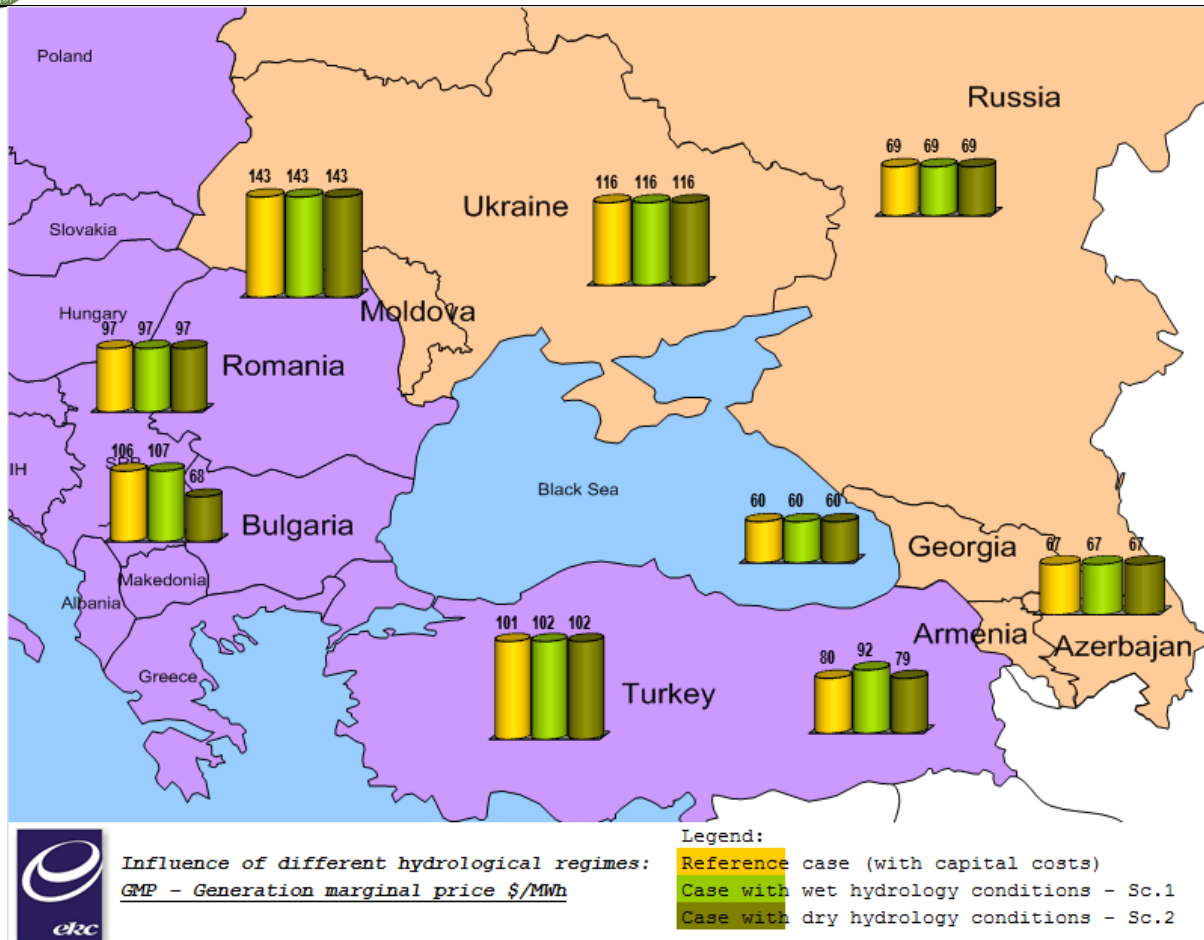 Poland
Russia
69 69 69
143 143 143
Ukraine
116 116 116
Slovakia
Moldova
Hungary
97 97 97
Romania
106 107 68
SRB
IH
Black Sea
Bulgaria
60 60 60
Georgia
67 67 67
Makedonia
Albania
Armenia
Azerbajan
101 102 102
80 92 79
Greece
Turkey
Legend:
Influence of different hydrological regimes:
GMP - Generation marginal price $/MWh
Reference case (with capital costs)
Case with wet hydrology conditions - Sc.1
Case with dry hydrology conditions - Sc.2
ekc